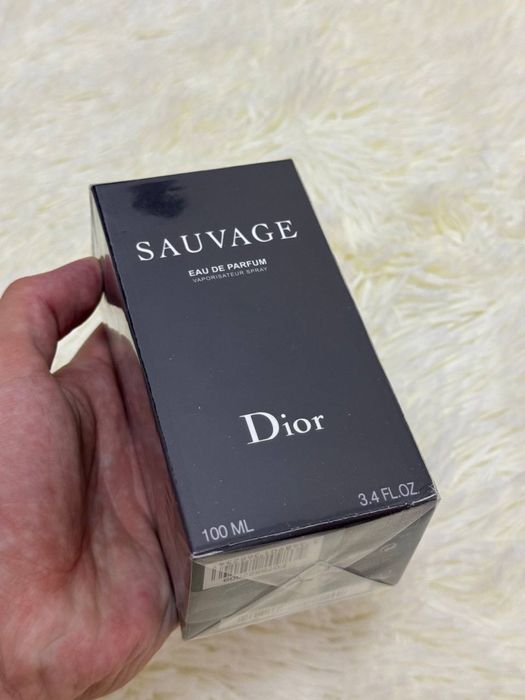 SAUVAGE
EAU DE PARFUM
VAPORISATEUR SPRAY
Dior
100 ML
3.4 FL.OZ.